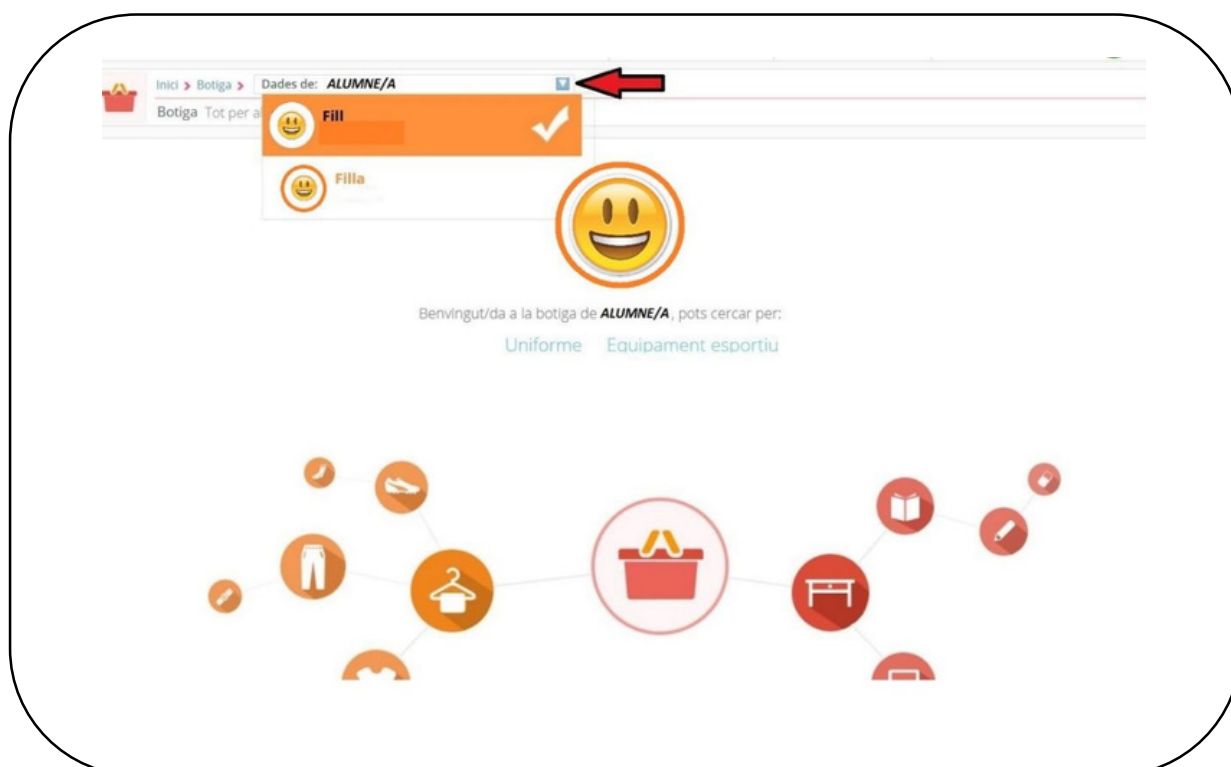 Inici > Botiga > Dades de: ALUMNE/A
Botiga Tot per a
Fill
Filla
Benvingut/da a la botiga de ALUMNE/A, pots cercar per:
Uniforme Equipament esportiu